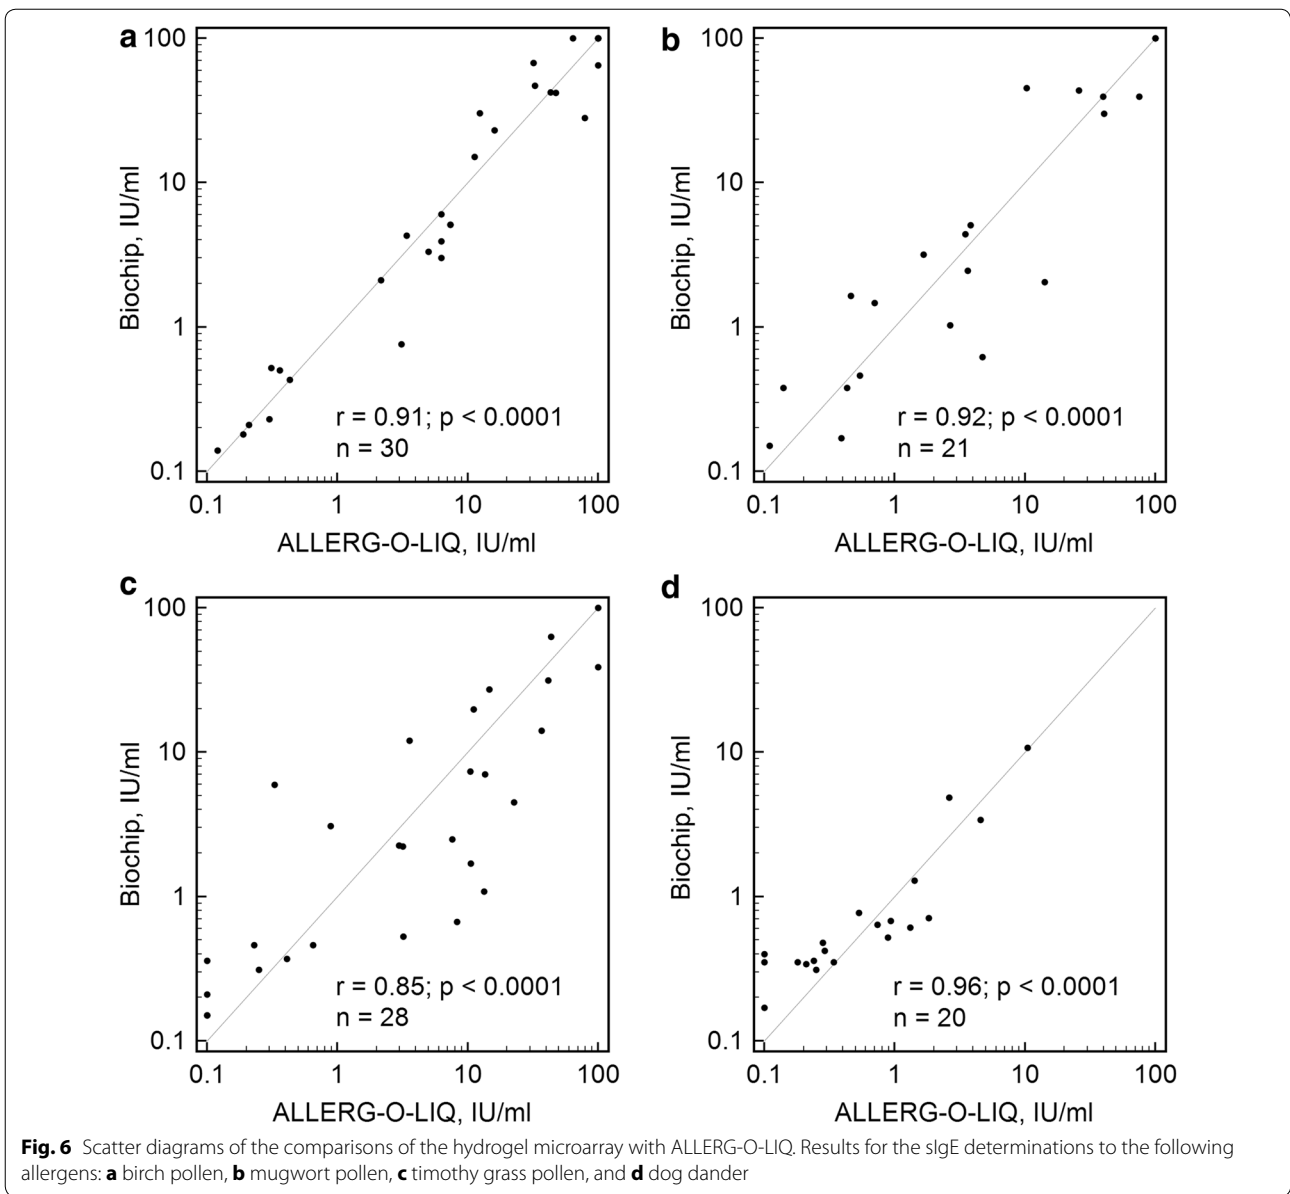 a
100
10
1
0.1
Biochip, IU/ml
r = 0.91; p < 0.0001
n = 30
0.1 1 10 100
ALLERG-O-LIQ, IU/ml
b
100
10
1
0.1
Biochip, IU/ml
r = 0.92; p < 0.0001
n = 21
0.1 1 10 100
ALLERG-O-LIQ, IU/ml
c
100
10
1
0.1
Biochip, IU/ml
r = 0.85; p < 0.0001
n = 28
0.1 1 10 100
ALLERG-O-LIQ, IU/ml
d
100
10
1
0.1
Biochip, IU/ml
r = 0.96; p < 0.0001
n = 20
0.1 1 10 100
ALLERG-O-LIQ, IU/ml
Fig. 6 Scatter diagrams of the comparisons of the hydrogel microarray with ALLERG-O-LIQ. Results for the sIgE determinations to the following
allergens: a birch pollen, b mugwort pollen, c timothy grass pollen, and d dog dander